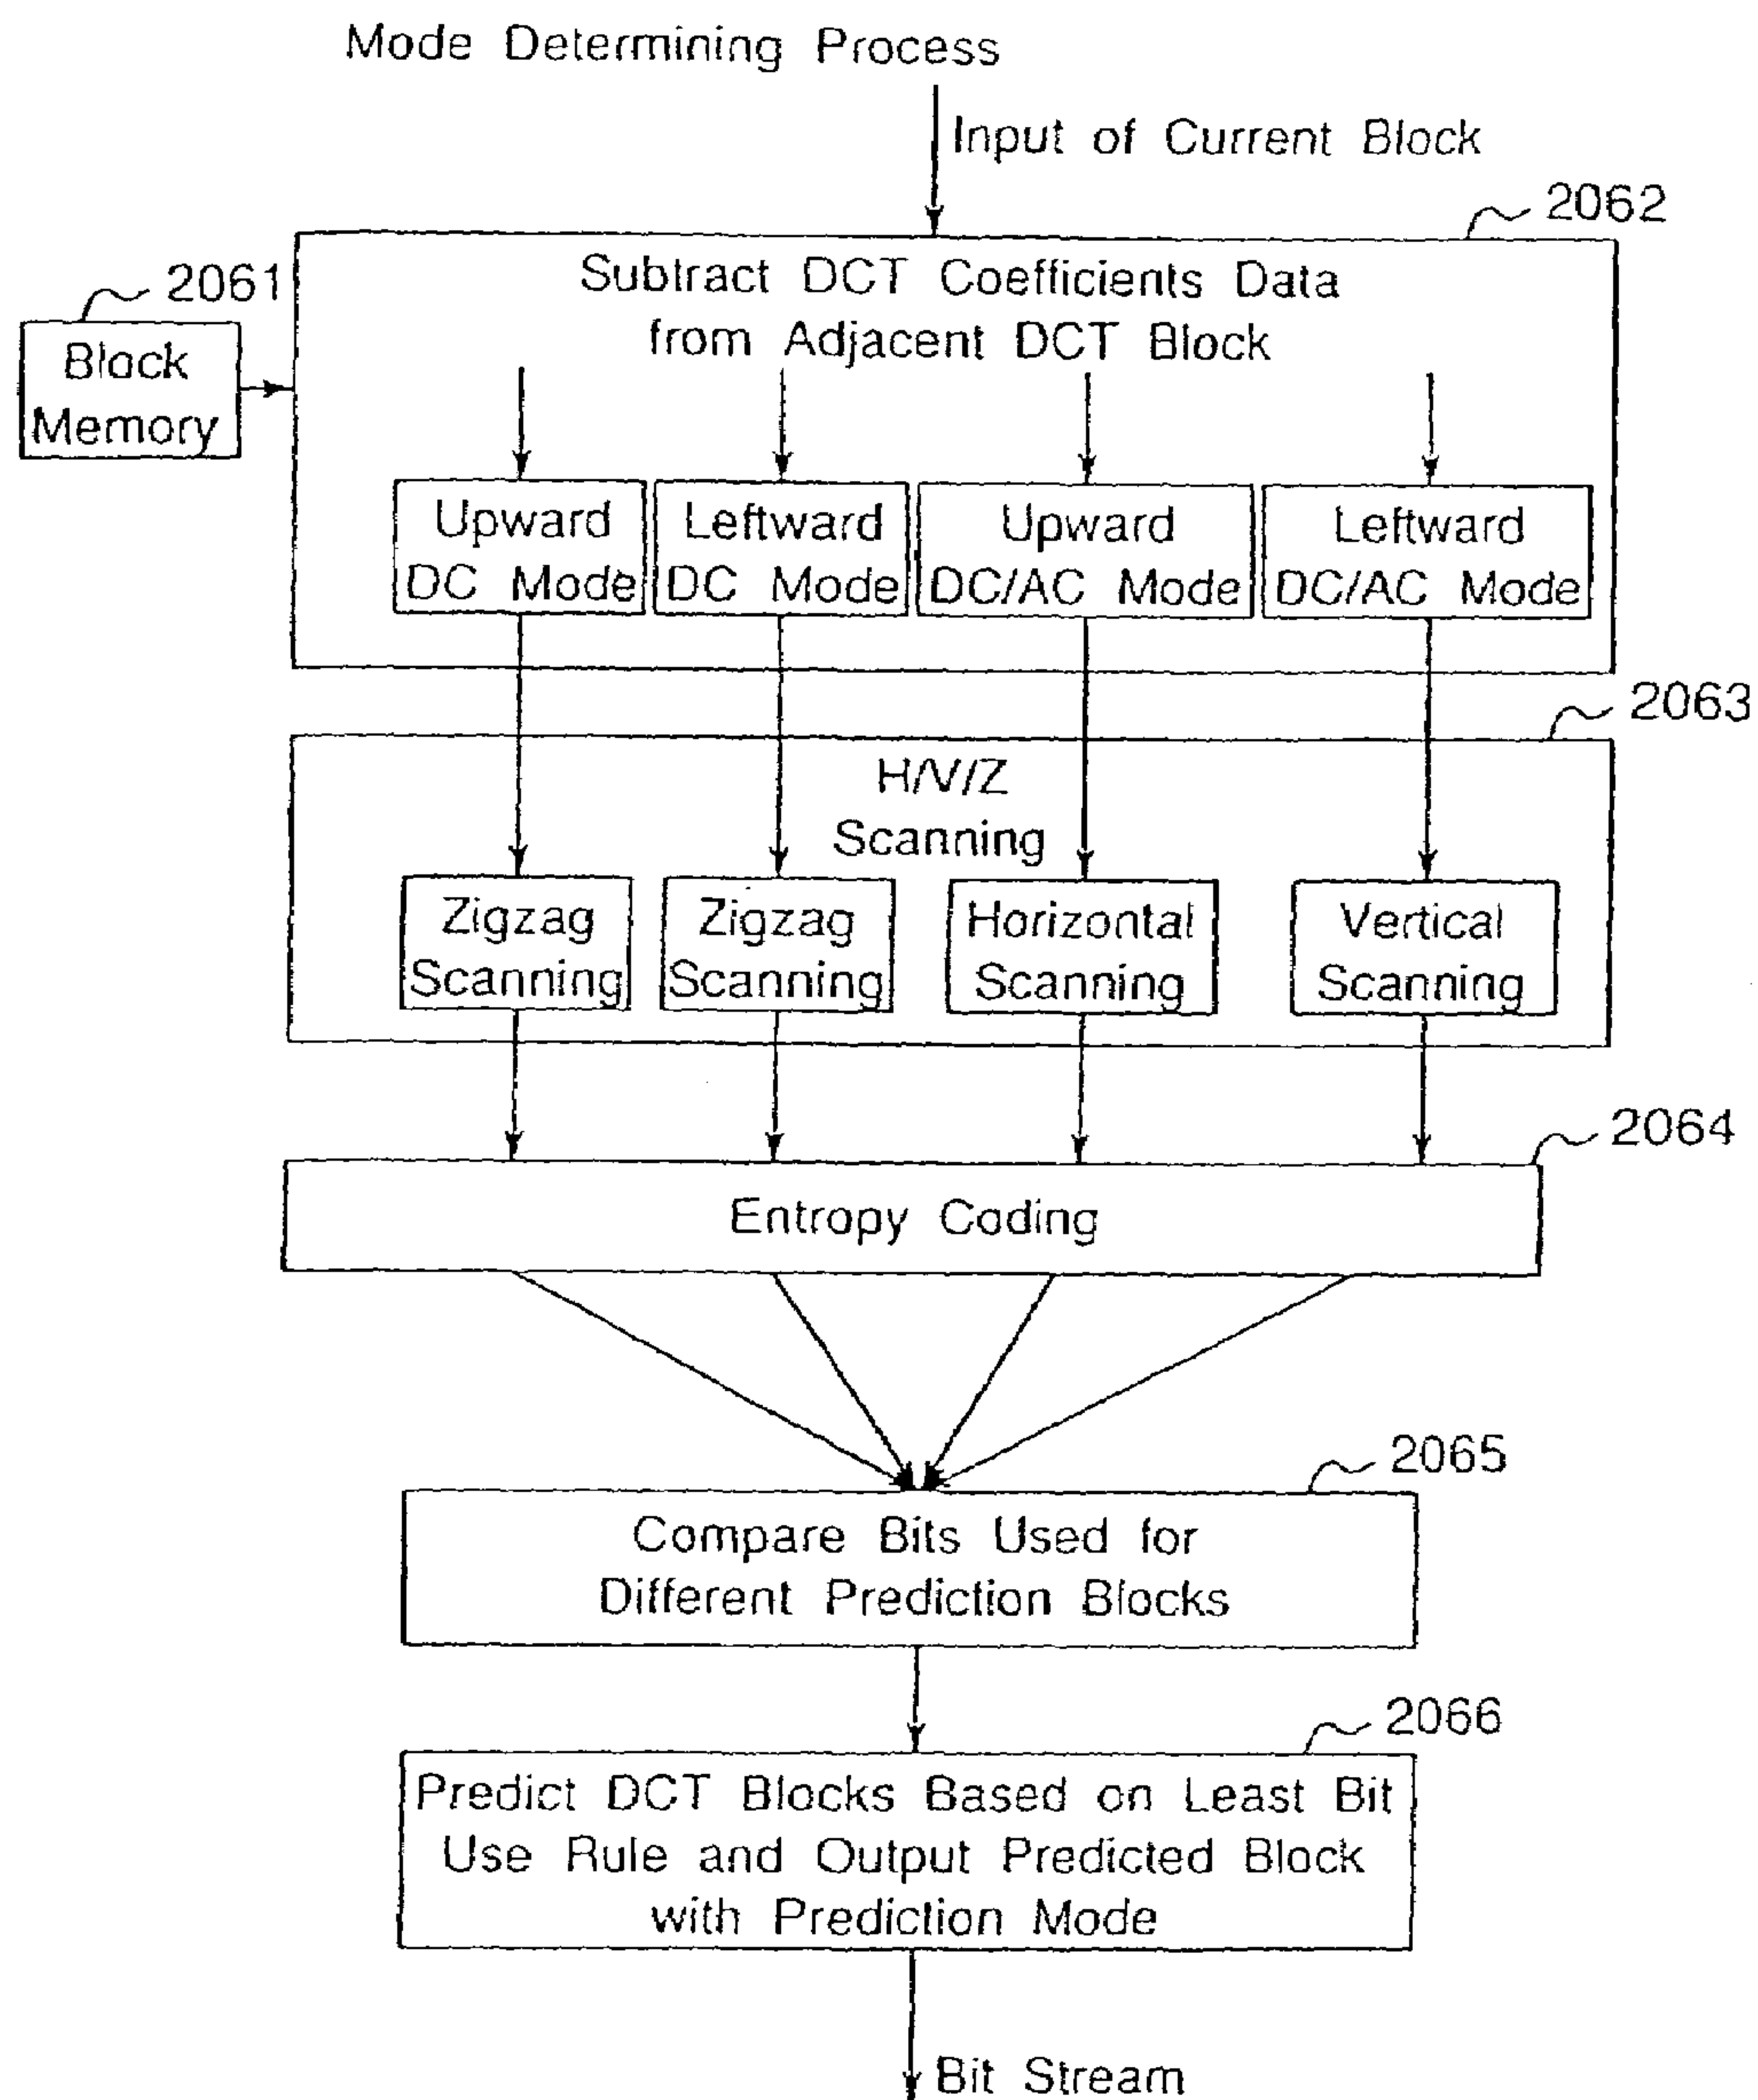 Mode Determining Process
Input of Current Block
2062
2061
Block
Memory
Subtract DCT Coefficients Data
from Adjacent DCT Block
Upward
DC Mode
Leftward
DC Mode
Upward
DC/AC Mode
Leftward
DC/AC Mode
2063
H/V/Z
Scanning
Zigzag
Scanning
Zigzag
Scanning
Horizontal
Scanning
Vertical
Scanning
2064
Entropy Coding
2065
Compare Bits Used for
Different Prediction Blocks
2066
Predict DCT Blocks Based on Least Bit
Use Rule and Output Predicted Block
with Prediction Mode
Bit Stream